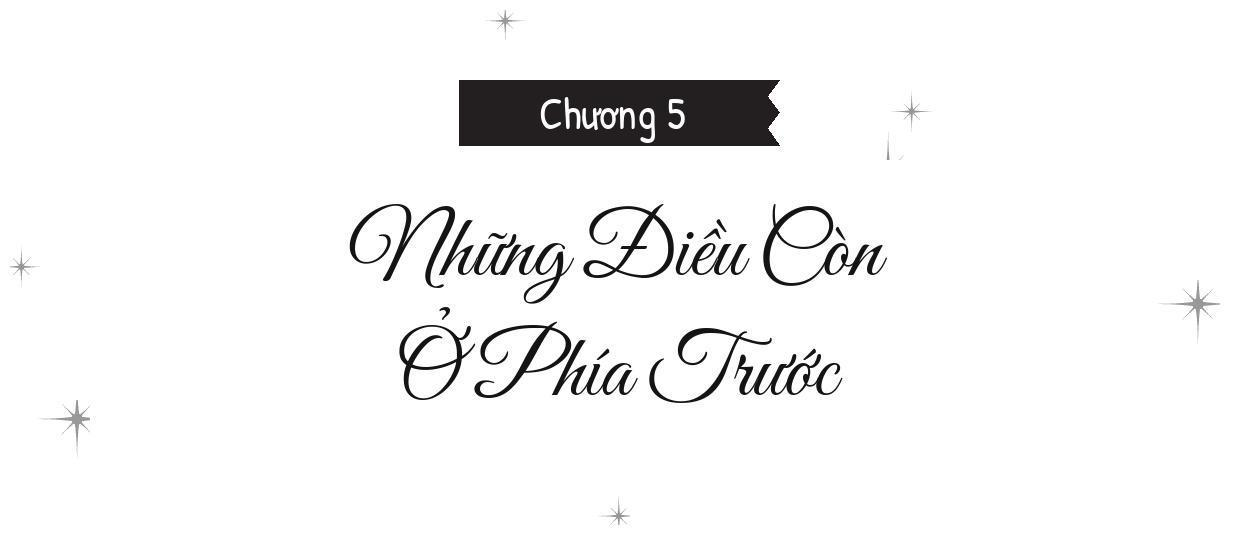 Chương 5
Những Điều Còn
Ở Phía Trước